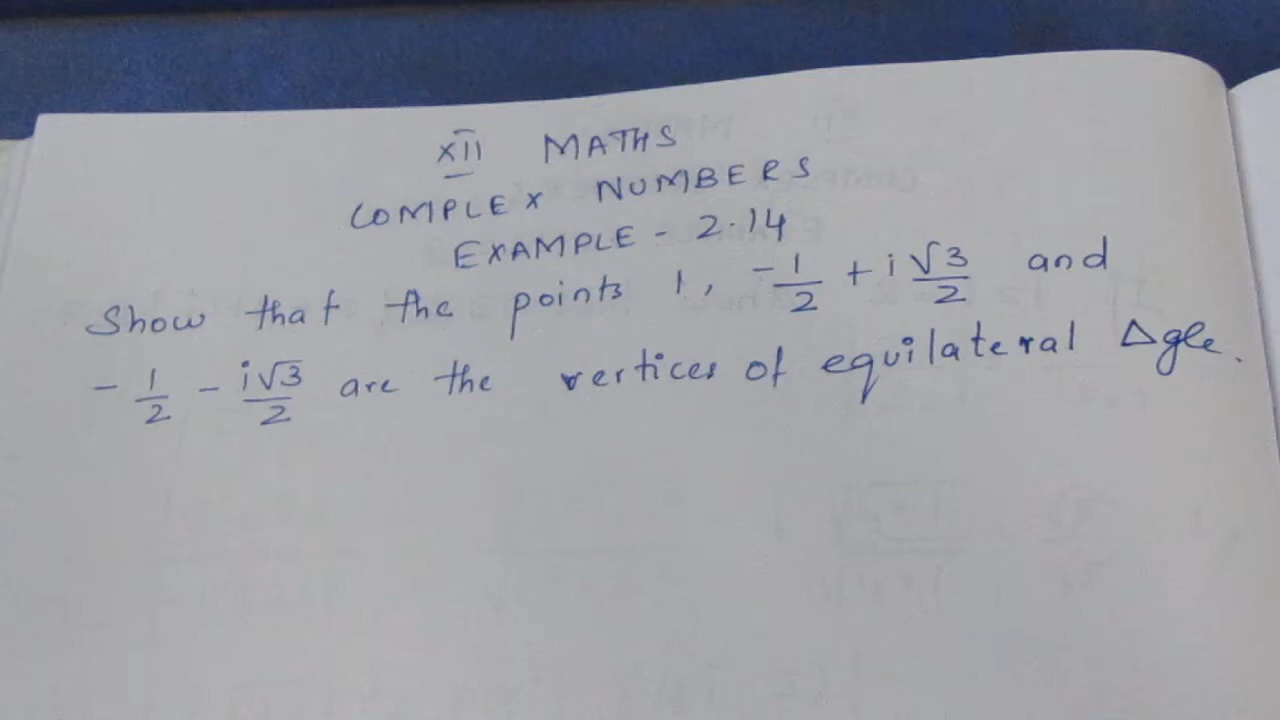 XII MATHS
COMPLEX NUMBERS
EXAMPLE - 2.14
Show that the points 1, -1/2 + i √3/2 and
- 1/2 - i√3/2 are the vertices of equilateral Δgle.